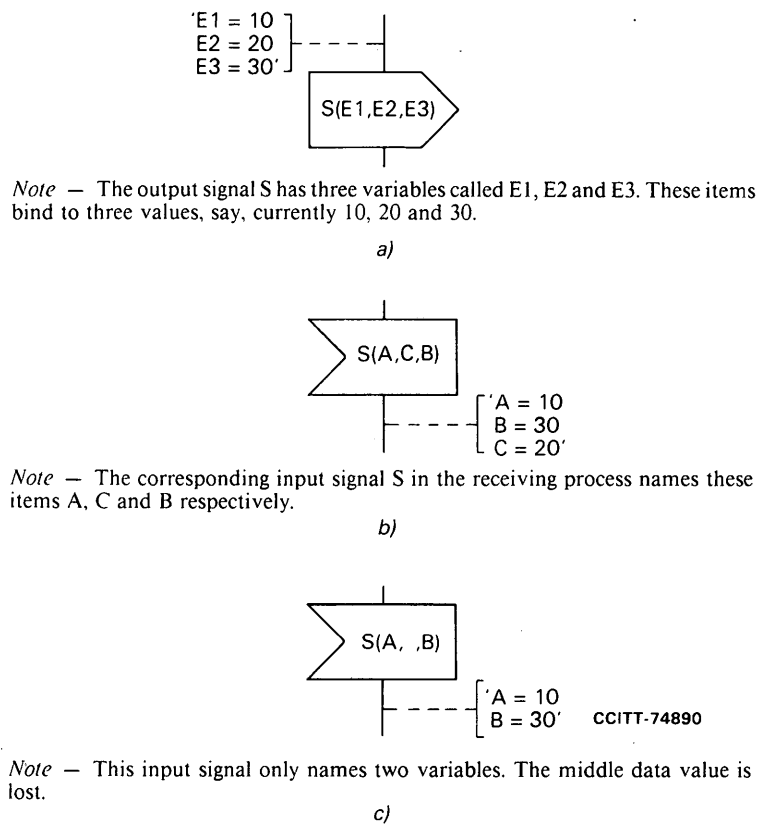 'E1 = 10
E2 = 20
E3 = 30'
S(E1,E2,E3)
Note — The output signal S has three variables called E1, E2 and E3. These items
bind to three values, say, currently 10, 20 and 30.
a)
S(A,C,B)
'A = 10
B = 30
C = 20'
Note — The corresponding input signal S in the receiving process names these
items A, C and B respectively.
b)
S(A, ,B)
'A = 10
B = 30'
CCITT-74890
Note — This input signal only names two variables. The middle data value is
lost.
c)